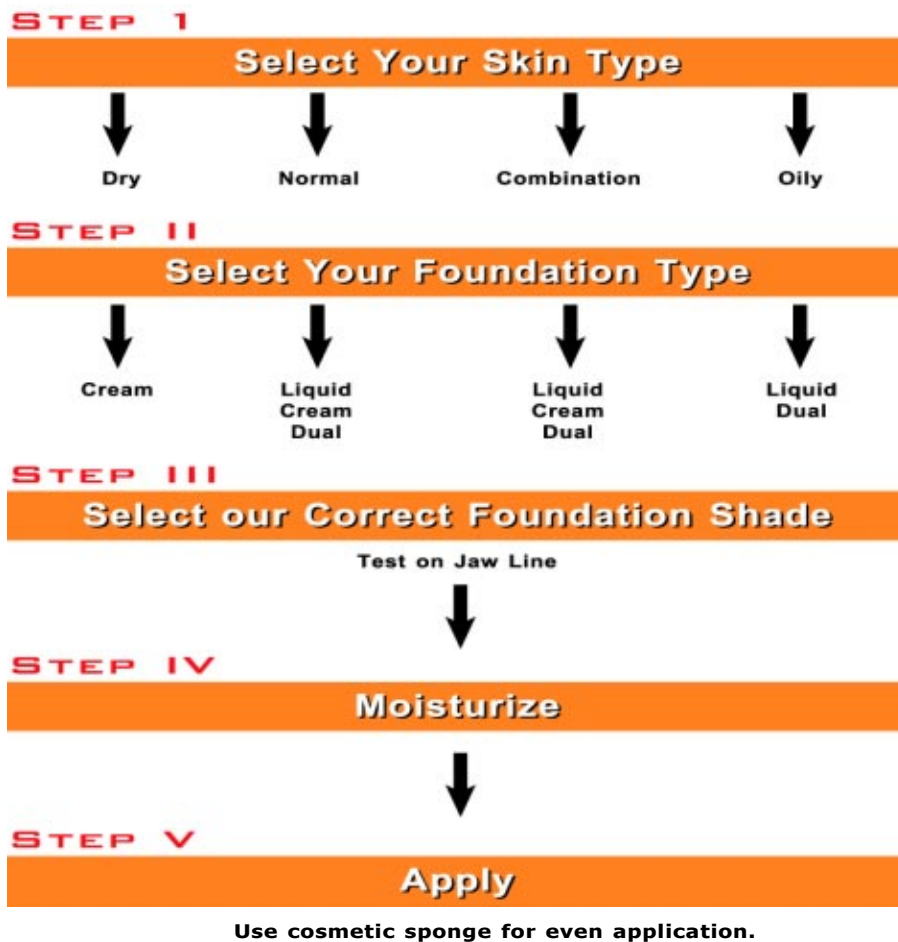 STEP 1
Select Your Skin Type
Dry Normal Combination Oily
STEP II
Select Your Foundation Type
Cream Liquid Liquid Liquid
Cream Cream Dual
Dual Dual
STEP III
Select our Correct Foundation Shade
Test on Jaw Line
STEP IV
Moisturize
STEP V
Apply
Use cosmetic sponge for even application.